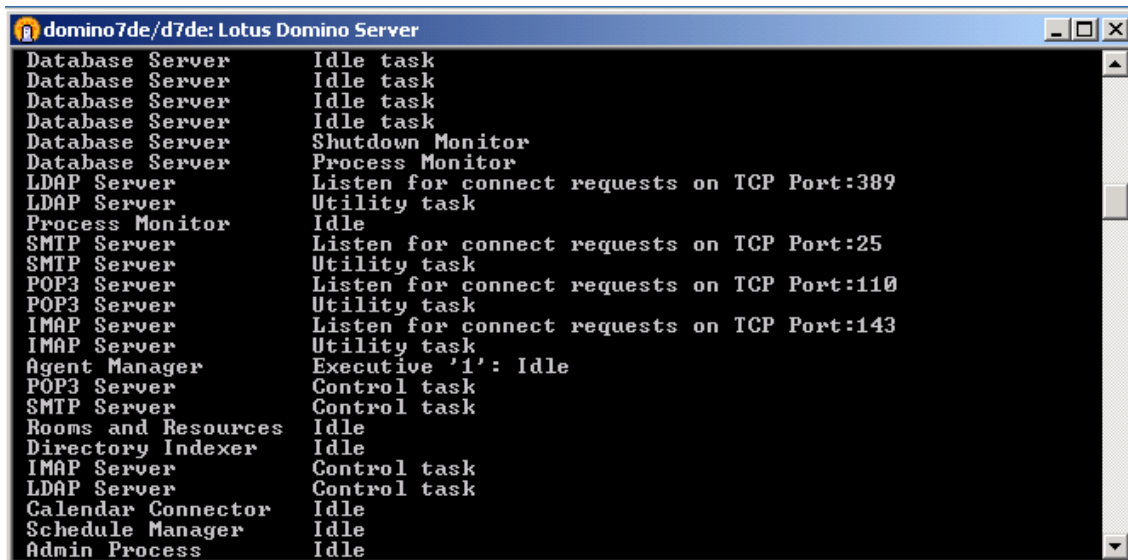 domino7de/d7de: Lotus Domino Server
Database Server Idle task
Database Server Idle task
Database Server Idle task
Database Server Idle task
Database Server Shutdown Monitor
Database Server Process Monitor
LDAP Server Listen for connect requests on TCP Port:389
LDAP Server Utility task
Process Monitor Idle
SMTP Server Listen for connect requests on TCP Port:25
SMTP Server Utility task
POP3 Server Listen for connect requests on TCP Port:110
POP3 Server Utility task
IMAP Server Listen for connect requests on TCP Port:143
IMAP Server Utility task
Agent Manager Executive '1': Idle
POP3 Server Control task
SMTP Server Control task
Rooms and Resources Idle
Directory Indexer Idle
IMAP Server Control task
LDAP Server Control task
Calendar Connector Idle
Schedule Manager Idle
Admin Process Idle